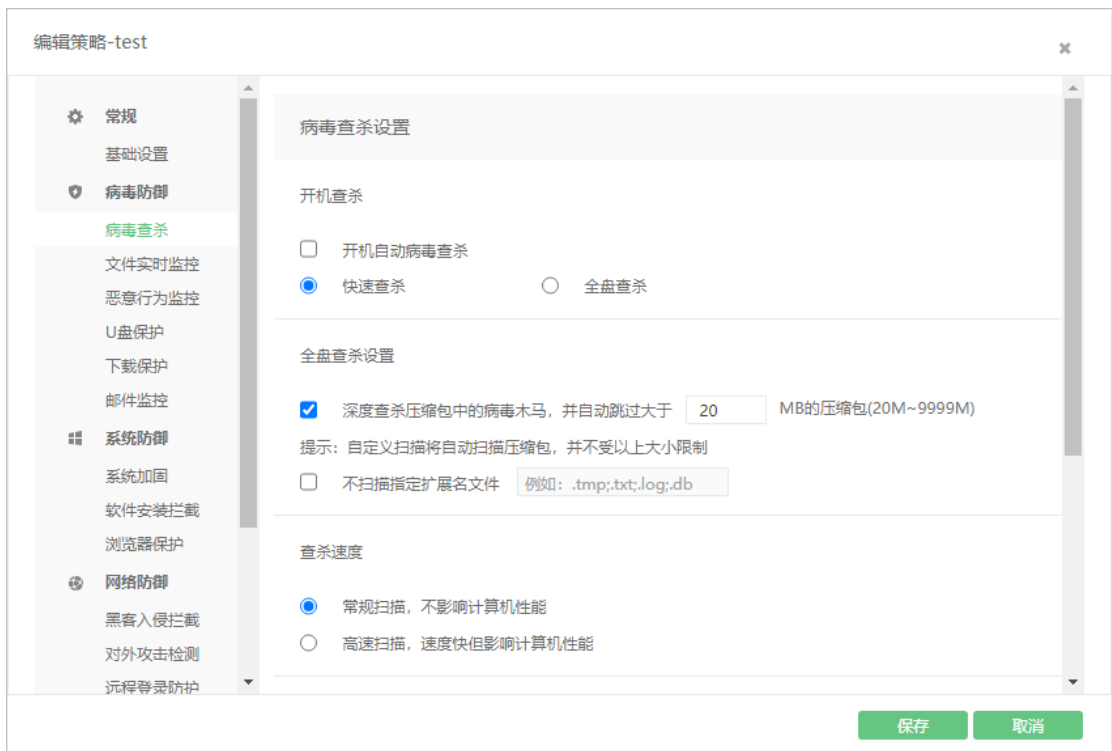 编辑策略-test
常规
基础设置
病毒防御
病毒查杀
文件实时监控
恶意行为监控
U盘保护
下载保护
邮件监控
系统防御
系统加固
软件安装拦截
浏览器保护
网络防御
黑客入侵拦截
对外攻击检测
远程登录防护
病毒查杀设置
开机查杀
开机自动病毒查杀
快速查杀 全盘查杀
全盘查杀设置
深度查杀压缩包中的病毒木马，并自动跳过大于 20 MB的压缩包(20M~9999M)
提示：自定义扫描将自动扫描压缩包，并不受以上大小限制
不扫描指定扩展名文件 例如：.tmp;.txt;.log;.db
查杀速度
常规扫描，不影响计算机性能
高速扫描，速度快但影响计算机性能
保存 取消